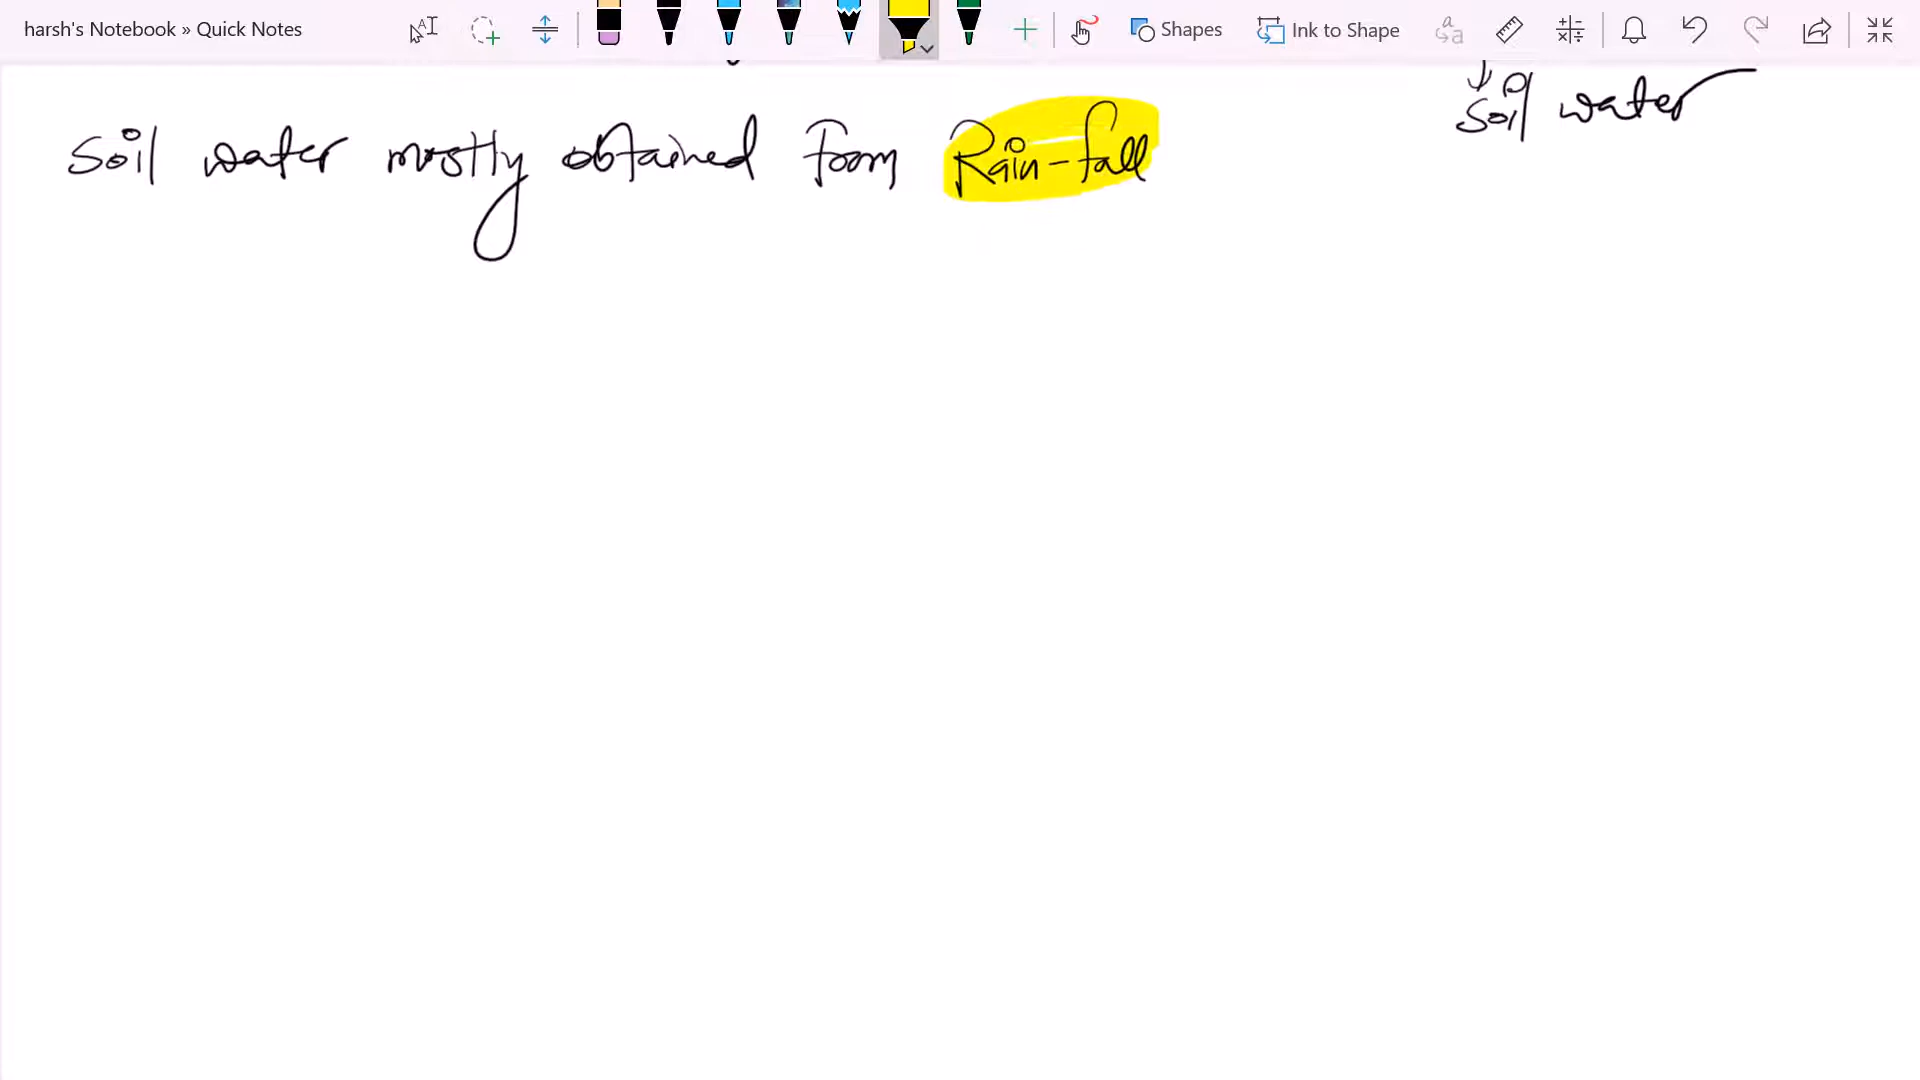 harsh's Notebook » Quick Notes
Shapes
Ink to Shape
soil water
Soil water mostly obtained from Rain-fall